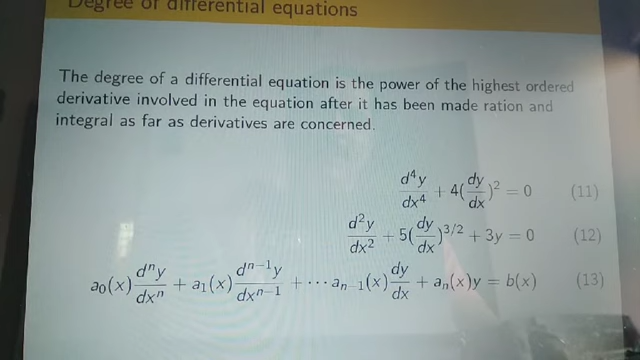 Degree of differential equations
The degree of a differential equation is the power of the highest ordered
derivative involved in the equation after it has been made ration and
integral as far as derivatives are concerned.
d⁴y/dx⁴ + 4(dy/dx)² = 0 (11)
d²y/dx² + 5(dy/dx)^3/2 + 3y = 0 (12)
a₀(x) dⁿy/dxⁿ + a₁(x) dⁿ⁻¹y/dxⁿ⁻¹ + ⋯ aₙ₋₁(x) dy/dx + aₙ(x)y = b(x) (13)